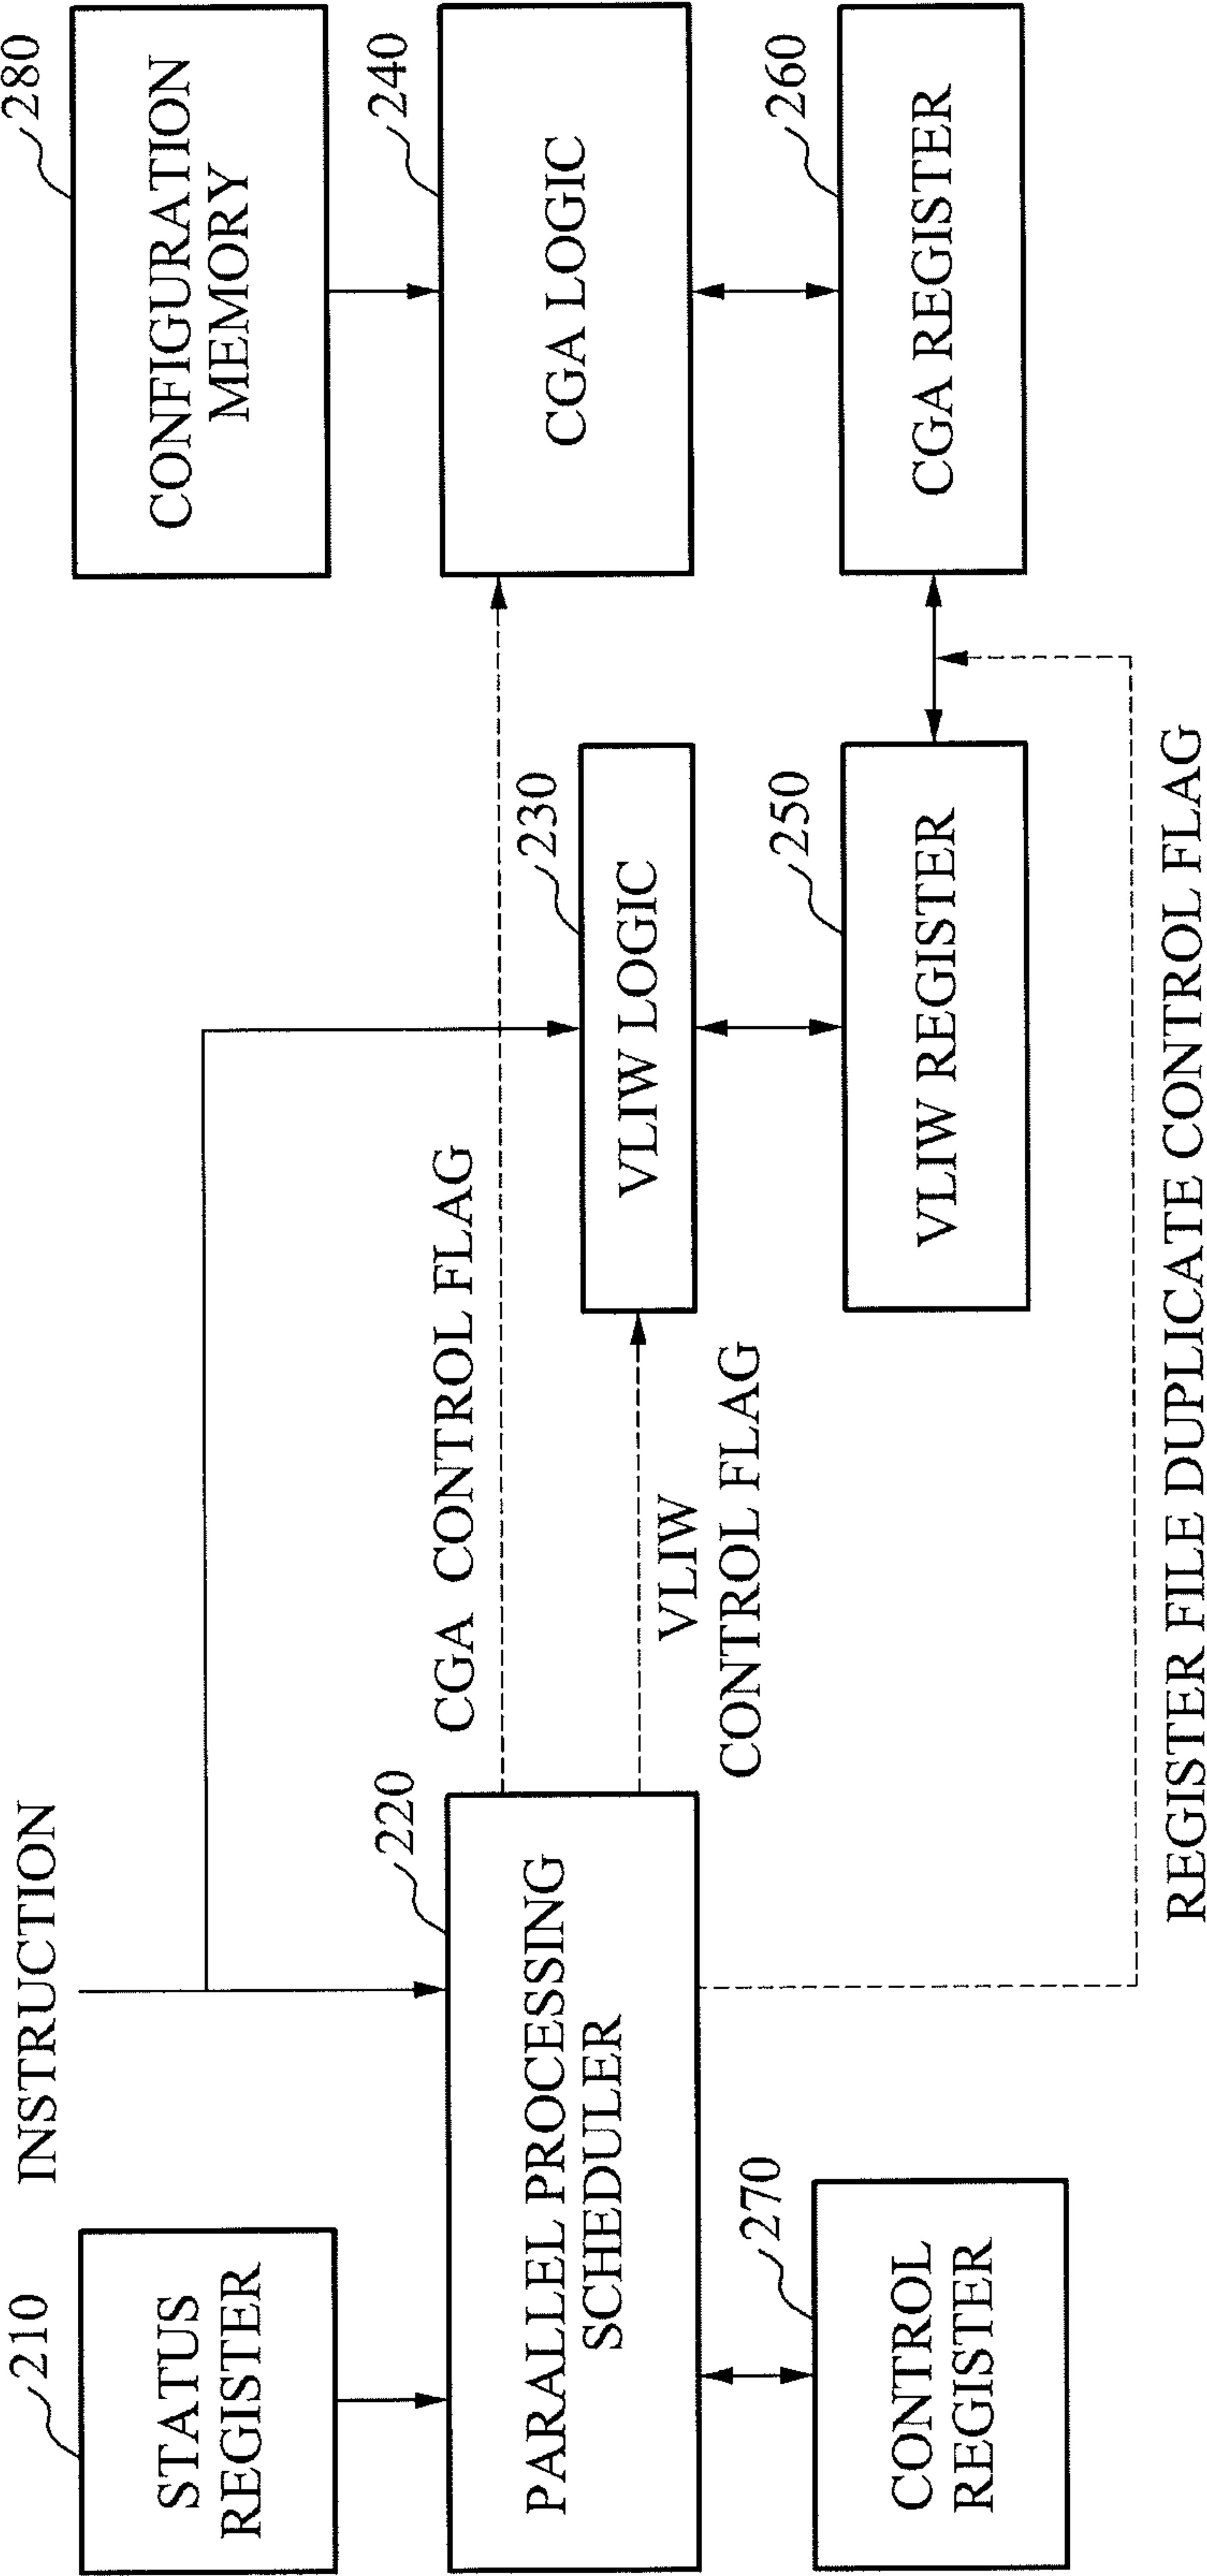 INSTRUCTION
210
STATUS
REGISTER
220
PARALLEL PROCESSING
SCHEDULER
270
CONTROL
REGISTER
CGA CONTROL FLAG
VLIW
CONTROL FLAG
230
VLIW LOGIC
250
VLIW REGISTER
280
CONFIGURATION
MEMORY
240
CGA LOGIC
260
CGA REGISTER
REGISTER FILE DUPLICATE CONTROL FLAG